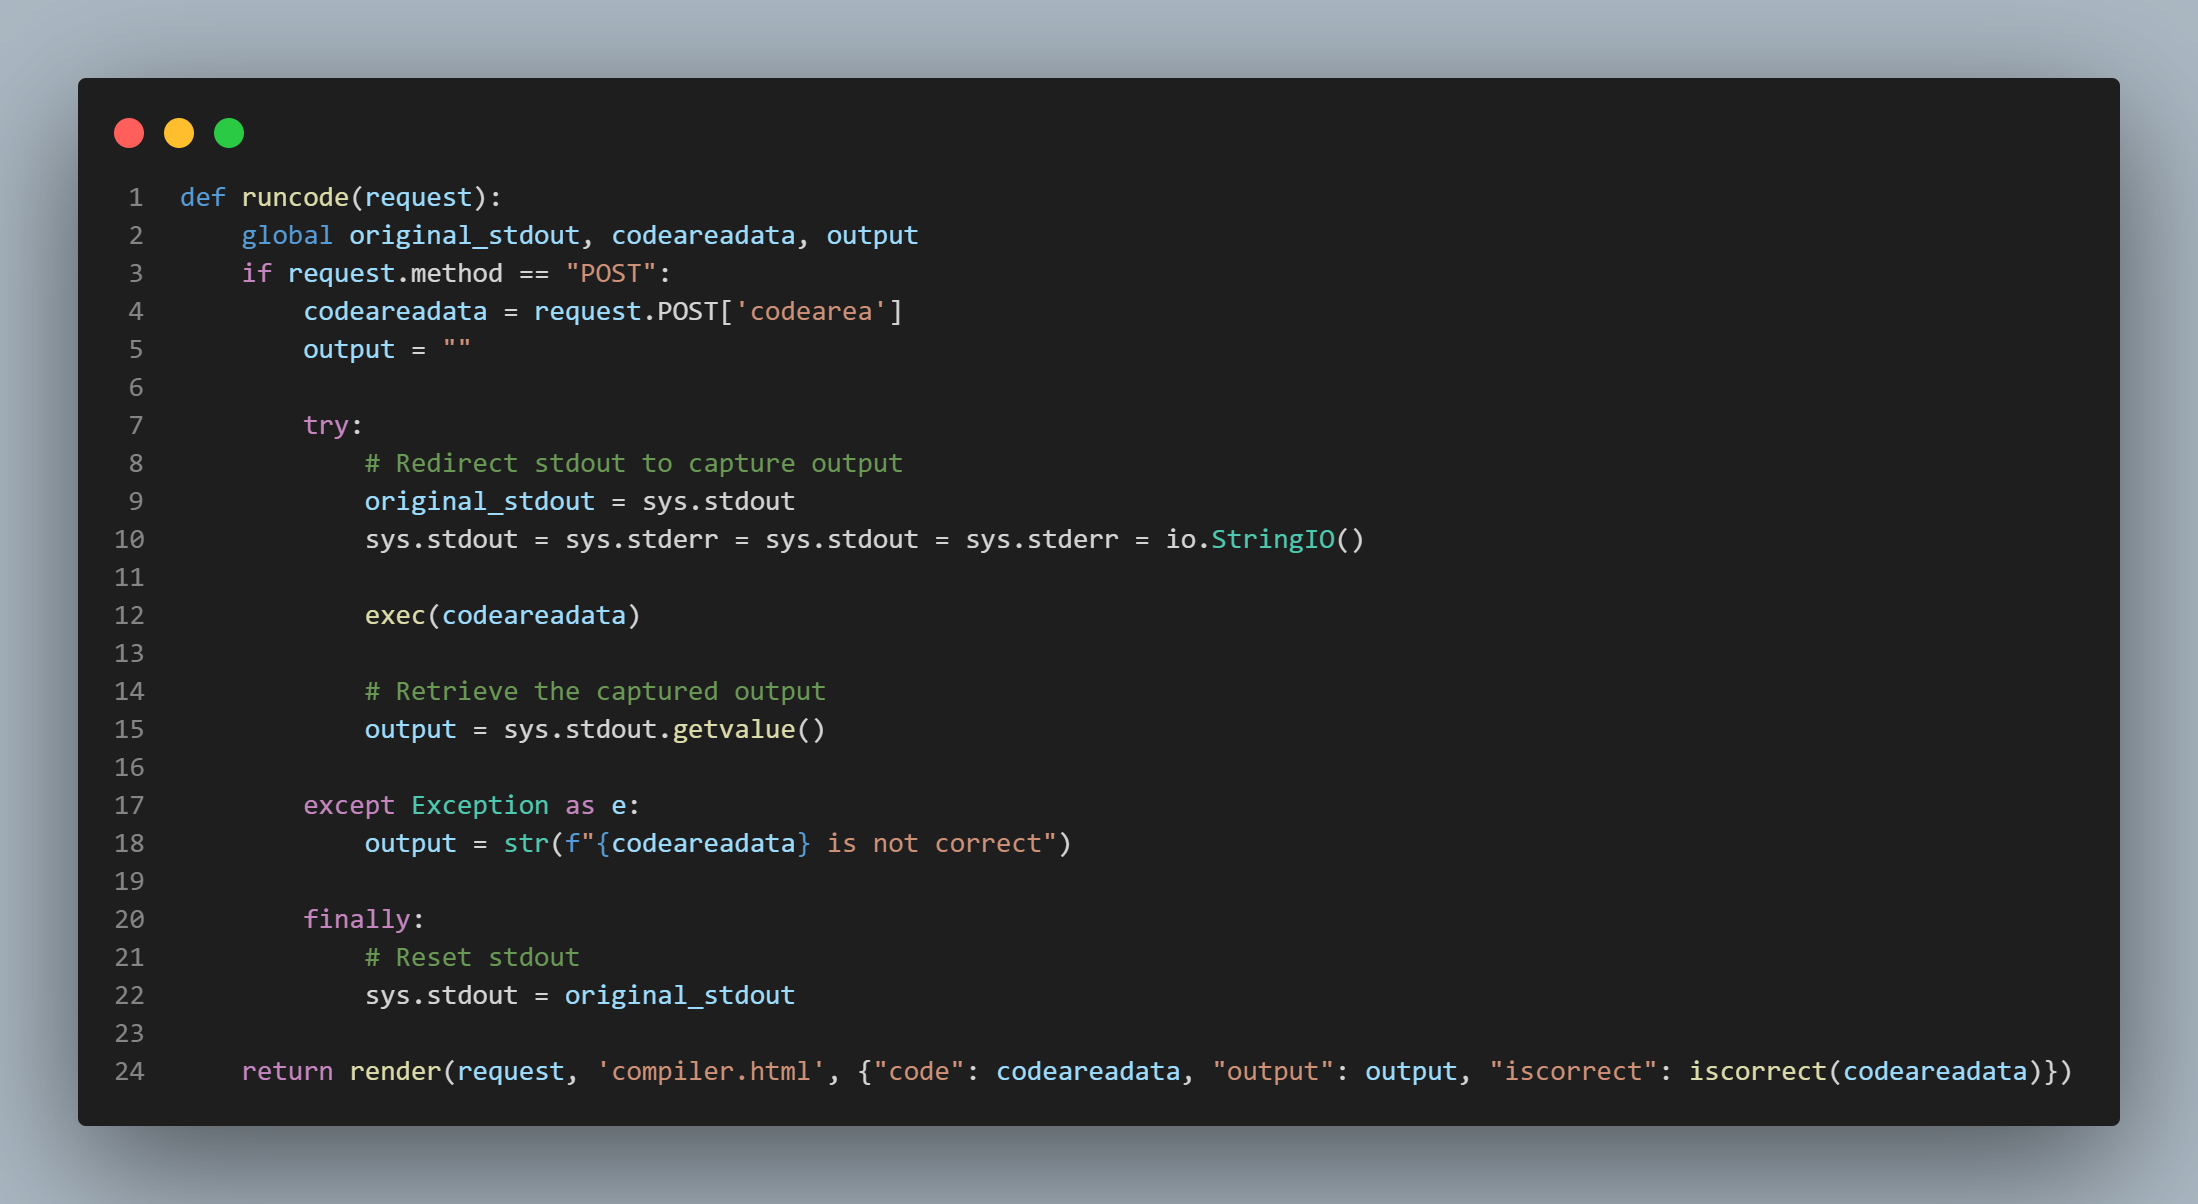 1 def runcode(request):
2     global original_stdout, codeareadata, output
3     if request.method == "POST":
4         codeareadata = request.POST['codearea']
5         output = ""
6
7         try:
8             # Redirect stdout to capture output
9             original_stdout = sys.stdout
10             sys.stdout = sys.stderr = sys.stdout = sys.stderr = io.StringIO()
11
12             exec(codeareadata)
13
14             # Retrieve the captured output
15             output = sys.stdout.getvalue()
16
17         except Exception as e:
18             output = str(f"{codeareadata} is not correct")
19
20         finally:
21             # Reset stdout
22             sys.stdout = original_stdout
23
24     return render(request, 'compiler.html', {"code": codeareadata, "output": output, "iscorrect": iscorrect(codeareadata)})